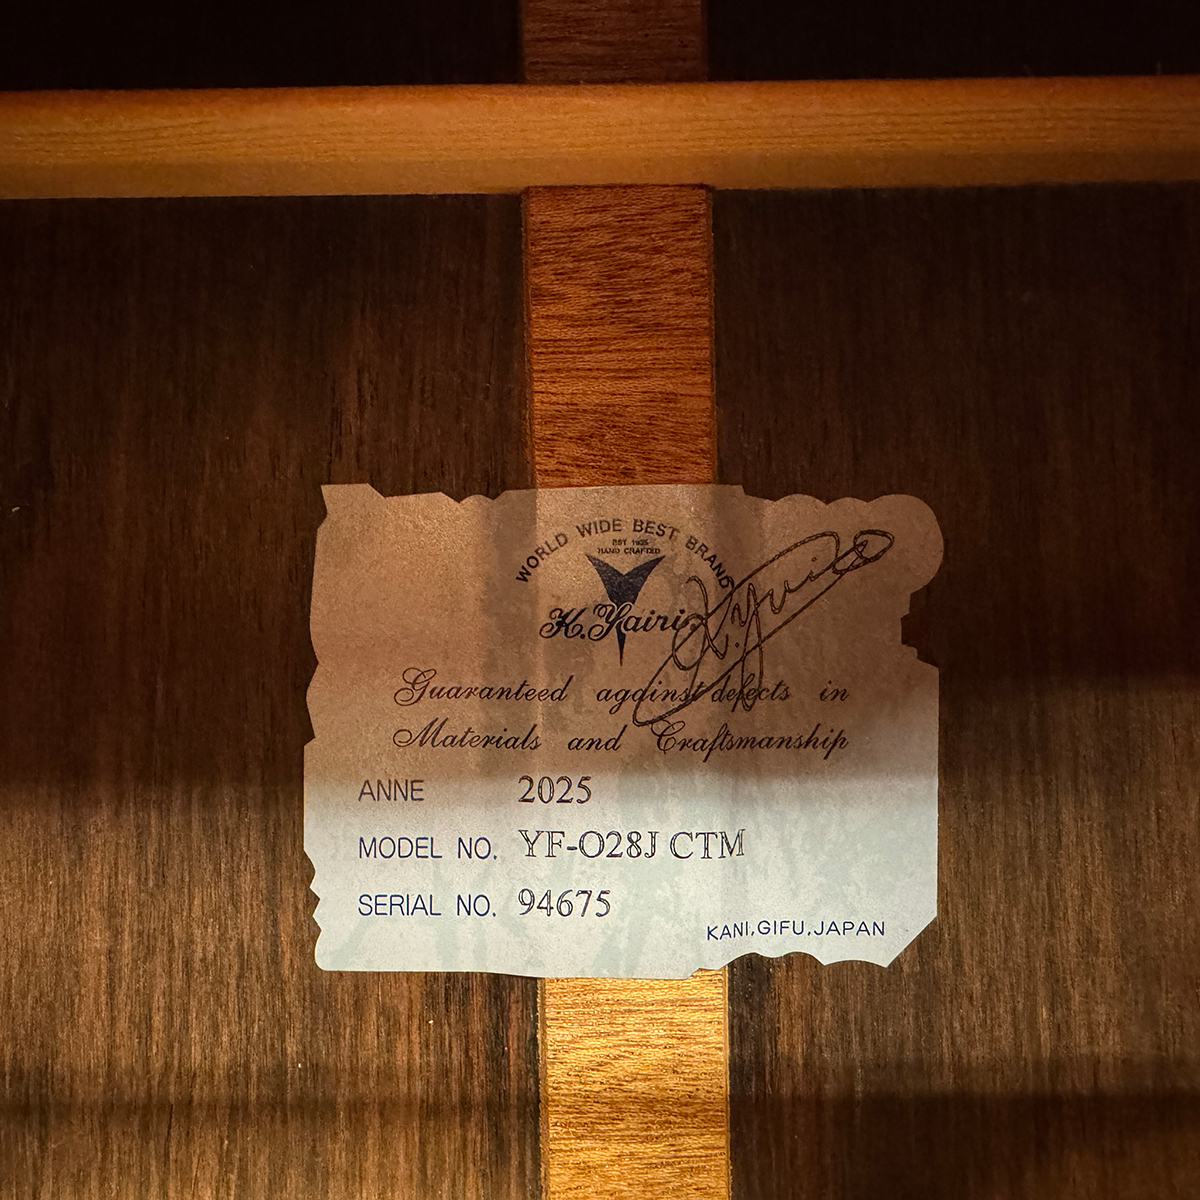 WORLD WIDE BEST BRAND
EST 1935
HAND CRAFTED
K.Yairi
K.Yairi
Guaranteed against defects in
Materials and Craftsmanship
ANNE 2025
MODEL NO. YF-O28J CTM
SERIAL NO. 94675
KANI,GIFU,JAPAN